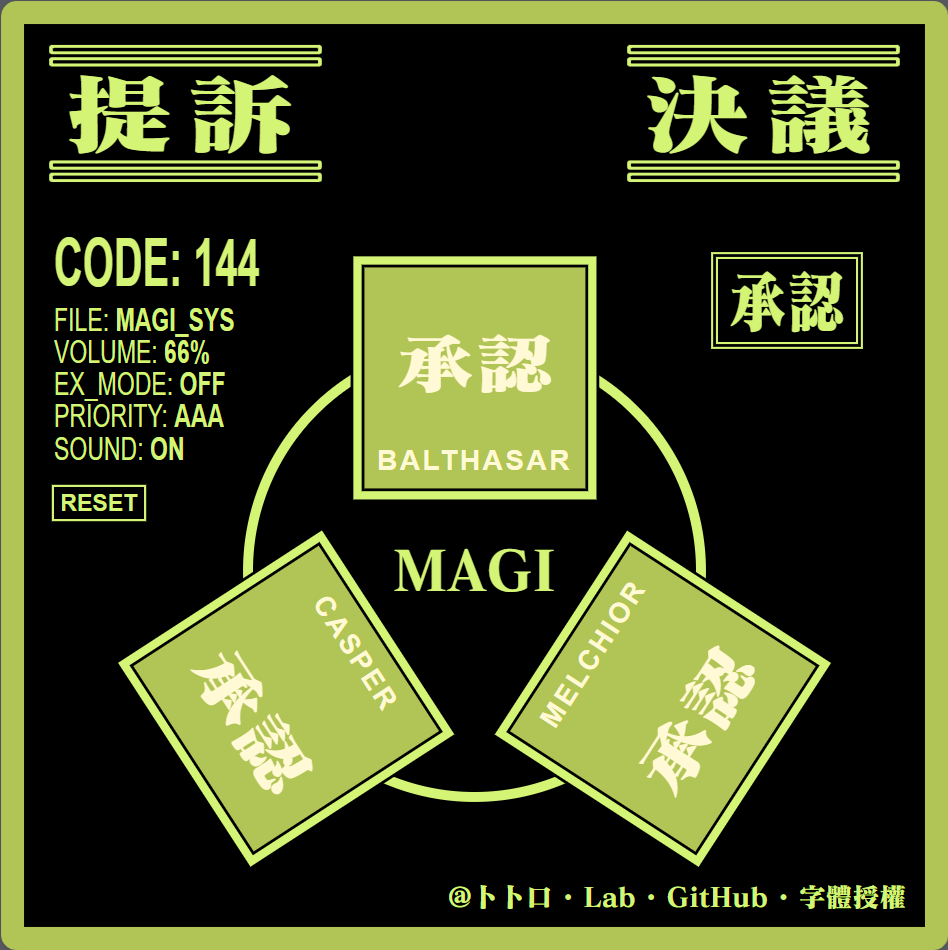 提訴
決議
CODE: 144
FILE: MAGI_SYS
VOLUME: 66%
EX_MODE: OFF
PRIORITY: AAA
SOUND: ON
RESET
承認
承認
BALTHASAR
MAGI
CASPER
承認
MELCHIOR
承認
@トトロ・Lab・GitHub・字體授權